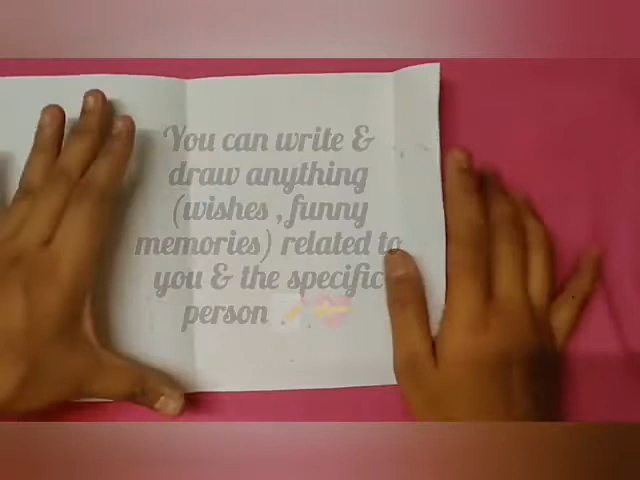 You can write &
draw anything
(wishes ,funny
memories) related to
you & the specific
person